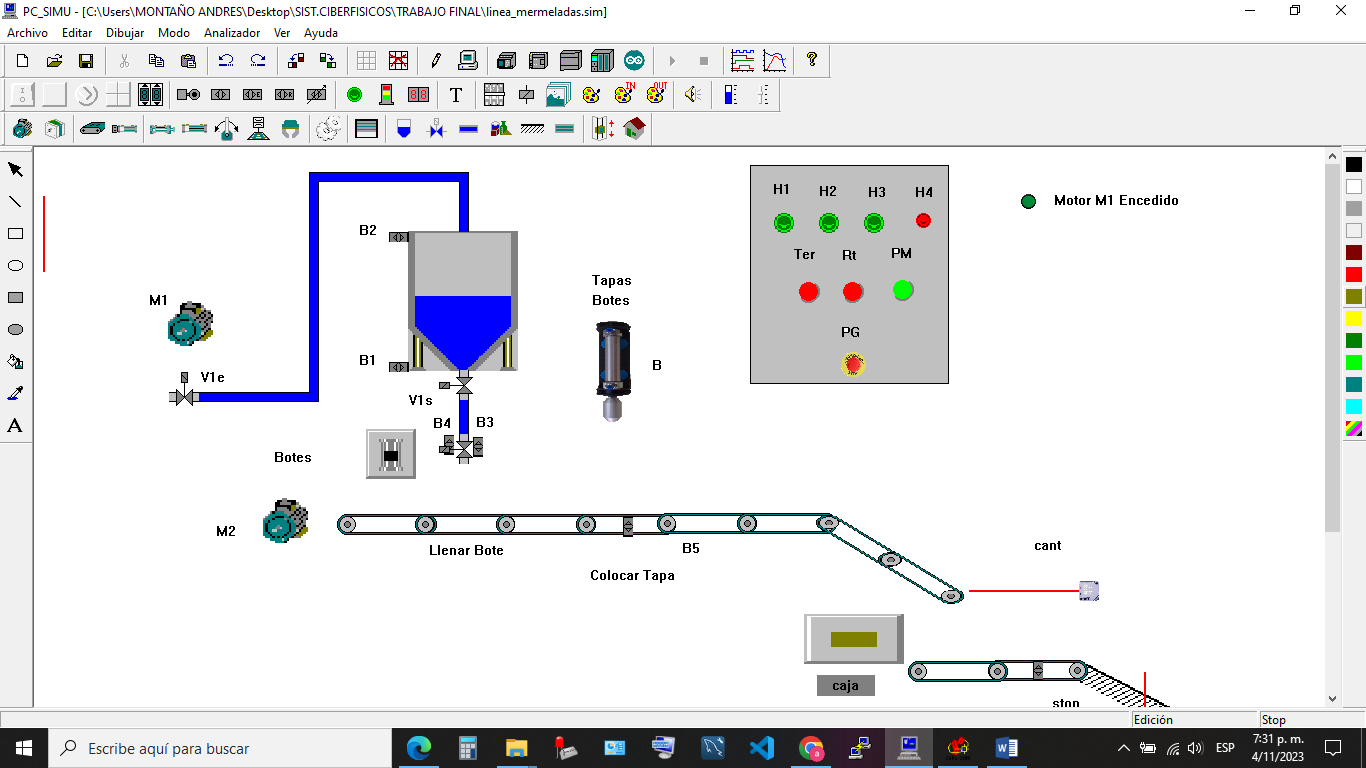 PC_SIMU - [C:\Users\MONTAÑO ANDRES\Desktop\SIST.CIBERFISICOS\TRABAJO FINAL\linea_mermeladas.sim]
Archivo Editar Dibujar Modo Analizador Ver Ayuda
H1 H2 H3 H4
Motor M1 Encedido
B2
Ter Rt PM
Tapas
Botes
M1
PG
B1
B
V1e
V1s
B4 B3
Botes
M2
Llenar Bote
B5
cant
Colocar Tapa
caja
stop
Edición Stop
Escribe aquí para buscar
ESP
7:31 p. m.
4/11/2023